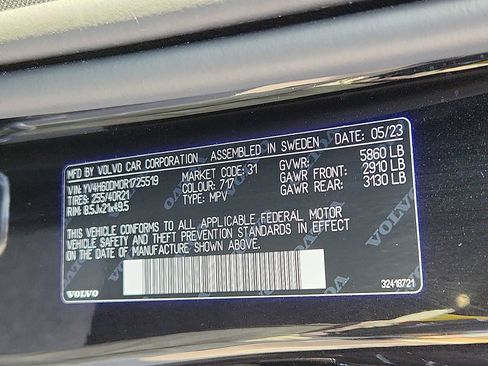 MFD BY VOLVO CAR CORPORATION ASSEMBLED IN SWEDEN DATE: 05/23
VIN: YV4H60DM0R1725519 MARKET CODE: 31 GVWR: 5860 LB
TIRES: 255/40R21 COLOUR: 717 GAWR FRONT: 2910 LB
RIM: 8.5Jx21x49.5 TYPE: MPV GAWR REAR: 3130 LB
THIS VEHICLE CONFORMS TO ALL APPLICABLE FEDERAL MOTOR
VEHICLE SAFETY AND THEFT PREVENTION STANDARDS IN EFFECT
ON THE DATE OF MANUFACTURE SHOWN ABOVE.
VOLVO
32418721